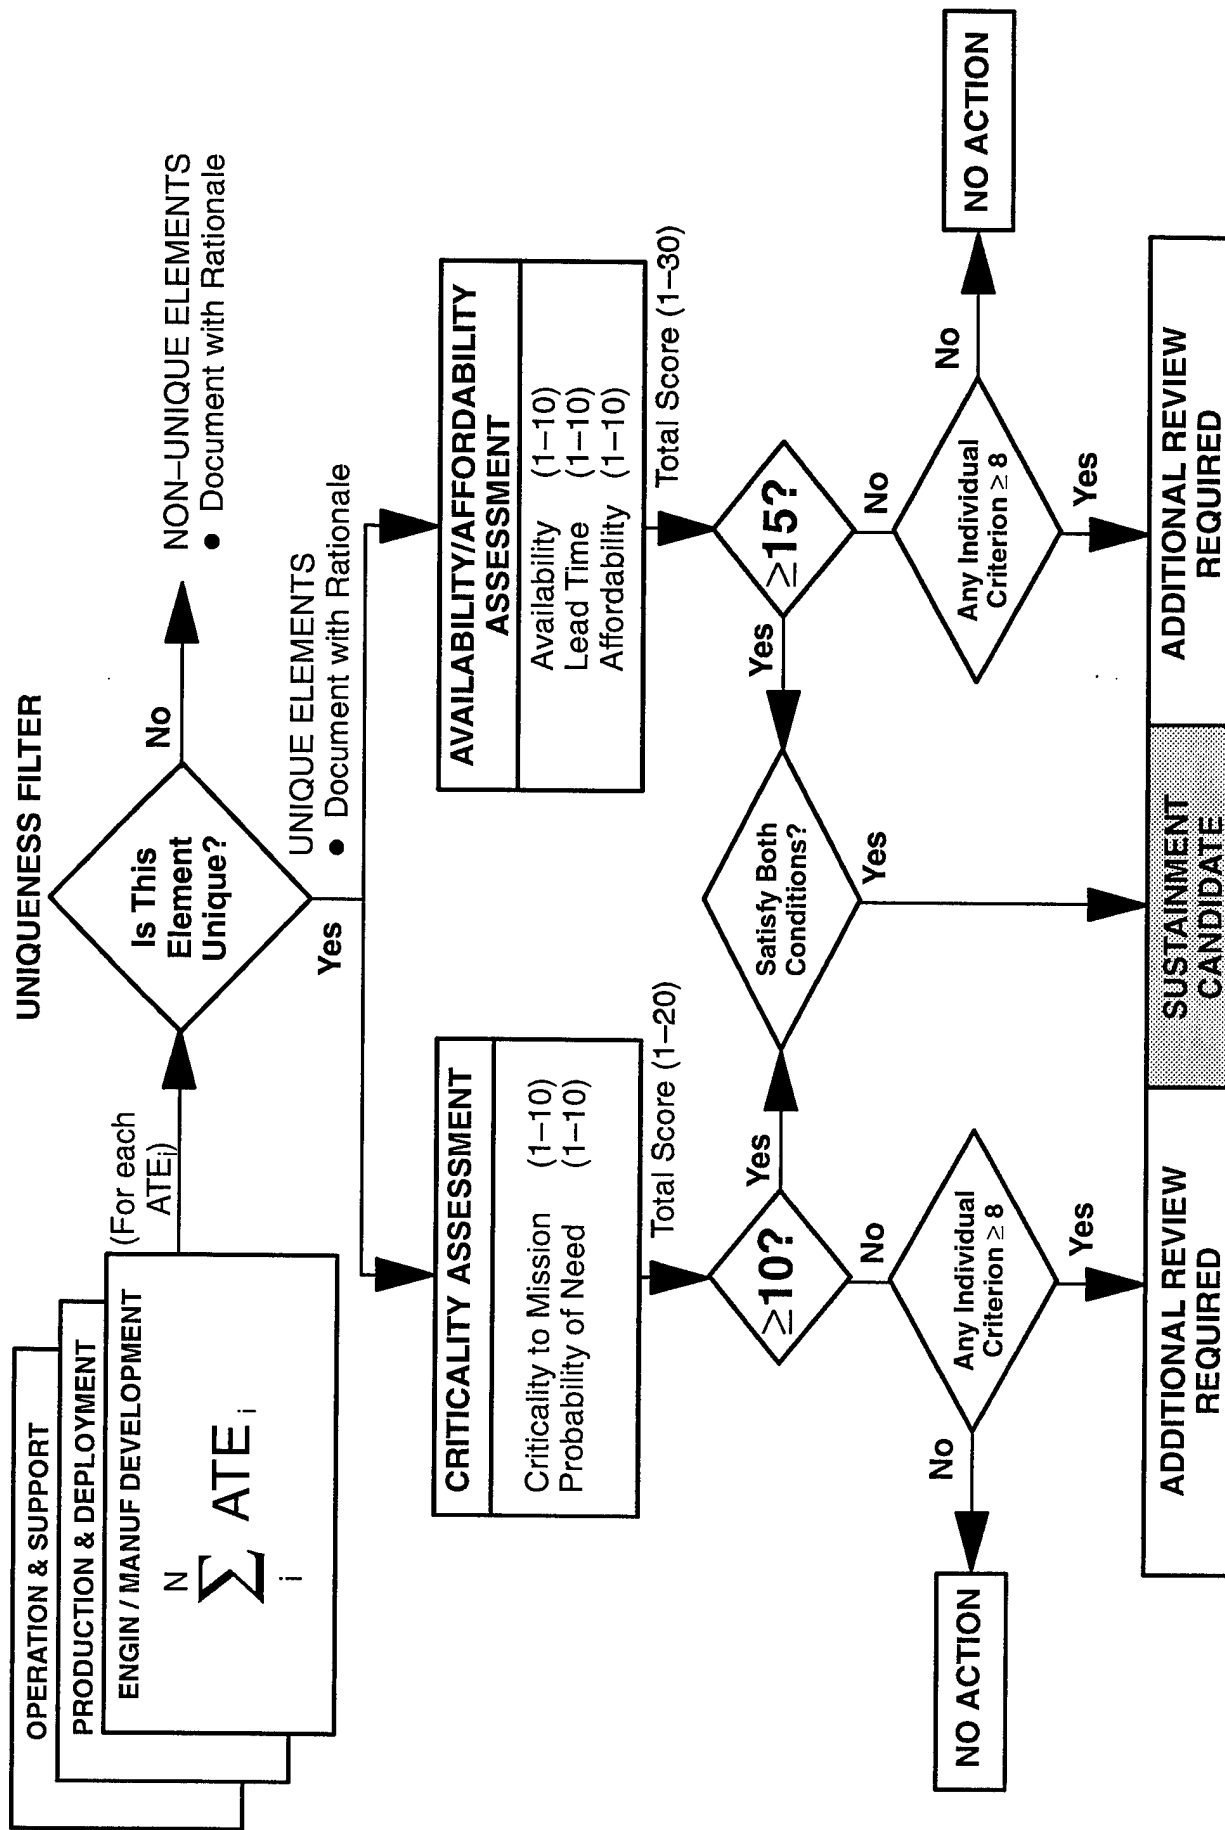 UNIQUENESS FILTER
OPERATION & SUPPORT
PRODUCTION & DEPLOYMENT
ENGIN / MANUF DEVELOPMENT
N
∑ ATEi
i
(For each
ATEi)
Is This
Element
Unique?
No
NON–UNIQUE ELEMENTS
● Document with Rationale
Yes
UNIQUE ELEMENTS
● Document with Rationale
CRITICALITY ASSESSMENT
Criticality to Mission (1–10)
Probability of Need (1–10)
Total Score (1–20)
AVAILABILITY/AFFORDABILITY
ASSESSMENT
Availability (1–10)
Lead Time (1–10)
Affordability (1–10)
Total Score (1–30)
≥10?
Yes
Satisfy Both
Conditions?
Yes
≥15?
No
Yes
No
Any Individual
Criterion ≥ 8
No
NO ACTION
Yes
Any Individual
Criterion ≥ 8
No
NO ACTION
Yes
ADDITIONAL REVIEW
REQUIRED
SUSTAINMENT
CANDIDATE
ADDITIONAL REVIEW
REQUIRED